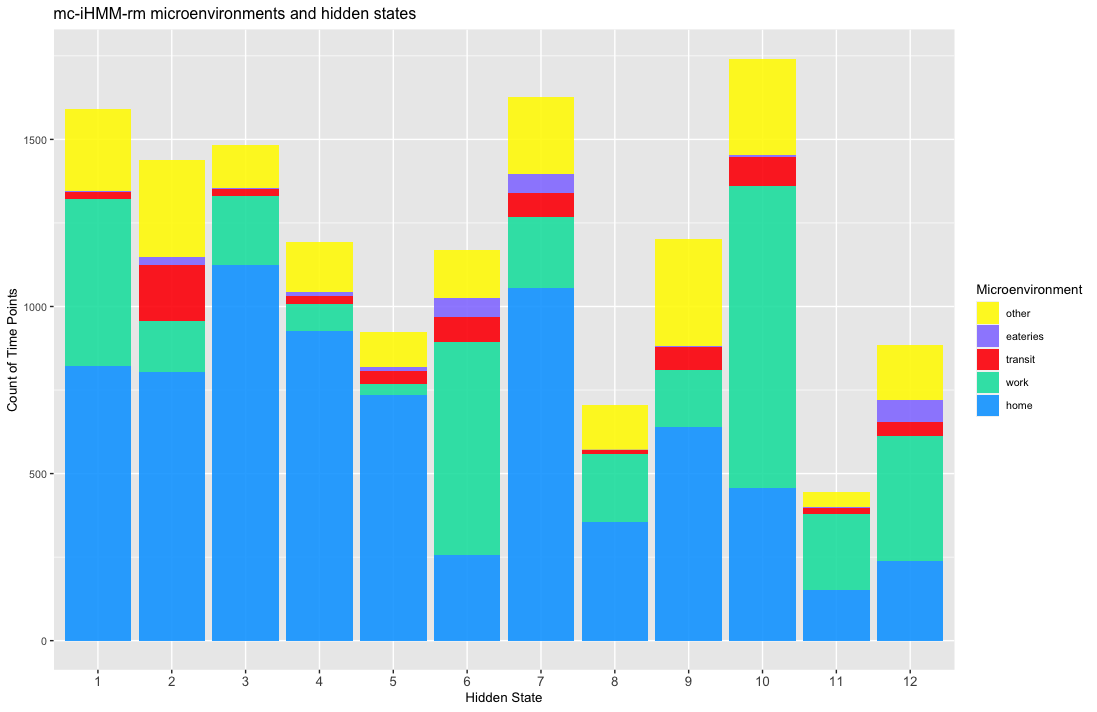 mc-iHMM-rm microenvironments and hidden states
Count of Time Points
1500
1000
500
0
1 2 3 4 5 6 7 8 9 10 11 12
Hidden State
Microenvironment
other
eateries
transit
work
home